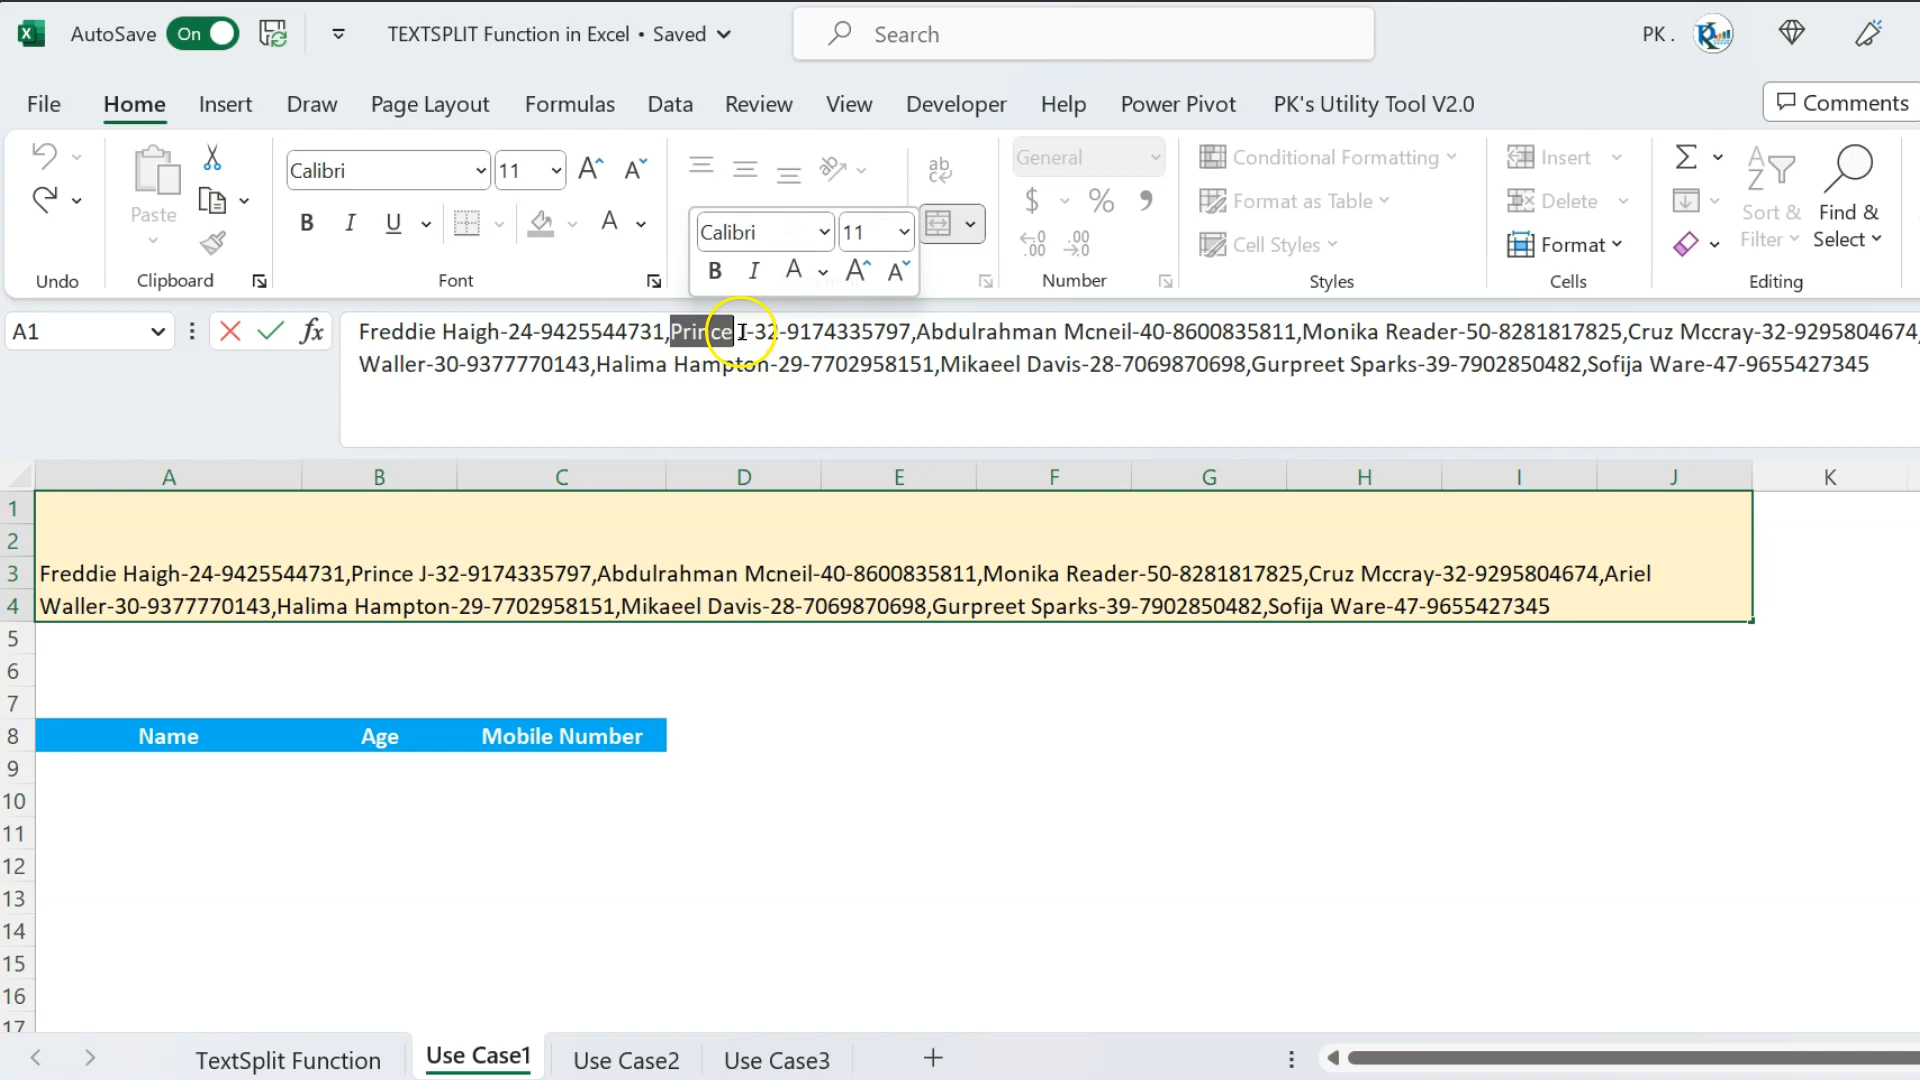 AutoSave On TEXTSPLIT Function in Excel • Saved Search PK .
File Home Insert Draw Page Layout Formulas Data Review View Developer Help Power Pivot PK's Utility Tool V2.0 Comments
Calibri 11 General Conditional Formatting Insert
Paste Format as Table Delete Sort & Filter Find & Select
B I U A Calibri 11 $ % Cell Styles Format
B I A A A
Undo Clipboard Font Number Styles Cells Editing
A1 fx Freddie Haigh-24-9425544731,Prince J-32-9174335797,Abdulrahman Mcneil-40-8600835811,Monika Reader-50-8281817825,Cruz Mccray-32-9295804674,
Waller-30-9377770143,Halima Hampton-29-7702958151,Mikaeel Davis-28-7069870698,Gurpreet Sparks-39-7902850482,Sofija Ware-47-9655427345
A B C D E F G H I J K
1
2
3 Freddie Haigh-24-9425544731,Prince J-32-9174335797,Abdulrahman Mcneil-40-8600835811,Monika Reader-50-8281817825,Cruz Mccray-32-9295804674,Ariel
4 Waller-30-9377770143,Halima Hampton-29-7702958151,Mikaeel Davis-28-7069870698,Gurpreet Sparks-39-7902850482,Sofija Ware-47-9655427345
5
6
7
8 Name Age Mobile Number
9
10
11
12
13
14
15
16
17
TextSplit Function Use Case1 Use Case2 Use Case3